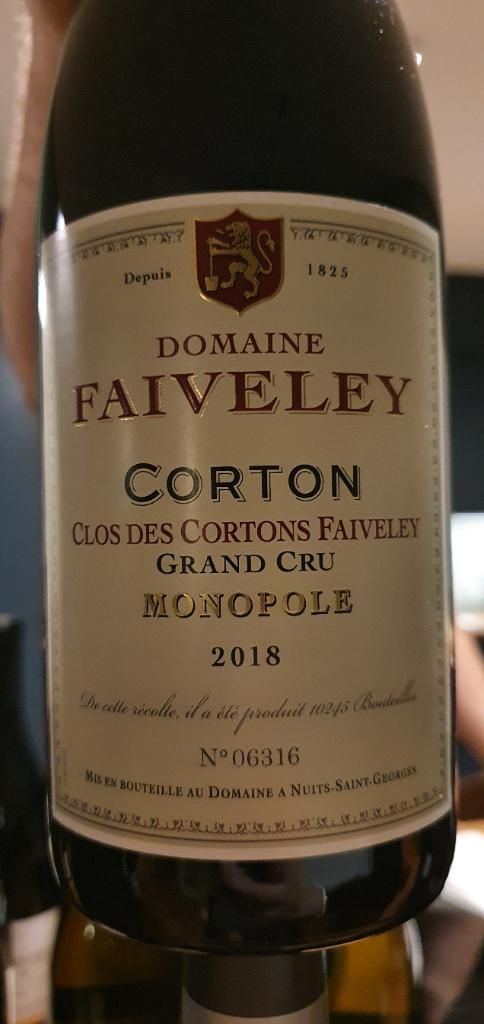 Depuis 1825
DOMAINE
FAIVELEY
CORTON
CLOS DES CORTONS FAIVELEY
GRAND CRU
MONOPOLE
2018
De cette récolte, il a été produit 10245 Bouteilles
N° 06316
MIS EN BOUTEILLE AU DOMAINE A NUITS-SAINT-GEORGES